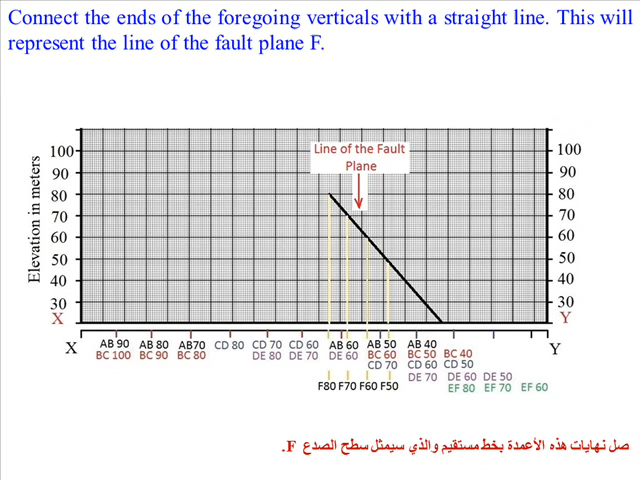 Connect the ends of the foregoing verticals with a straight line. This will
represent the line of the fault plane F.
Line of the Fault
Plane
Elevation in meters
100 100
90 90
80 80
70 70
60 60
50 50
40 40
30 30
X Y
X Y
AB 90 AB 80 AB70 CD 80 CD 70 CD 60 AB 60 AB 50 AB 40
BC 100 BC 90 BC 80 DE 80 DE 70 DE 60 BC 60 BC 50 BC 40
CD 70 CD 60 CD 50
DE 70 DE 60 DE 50
F80 F70 F60 F50 EF 80 EF 70 EF 60
صل نهايات هذه الأعمدة بخط مستقيم والذي سيمثل سطح الصدع F.